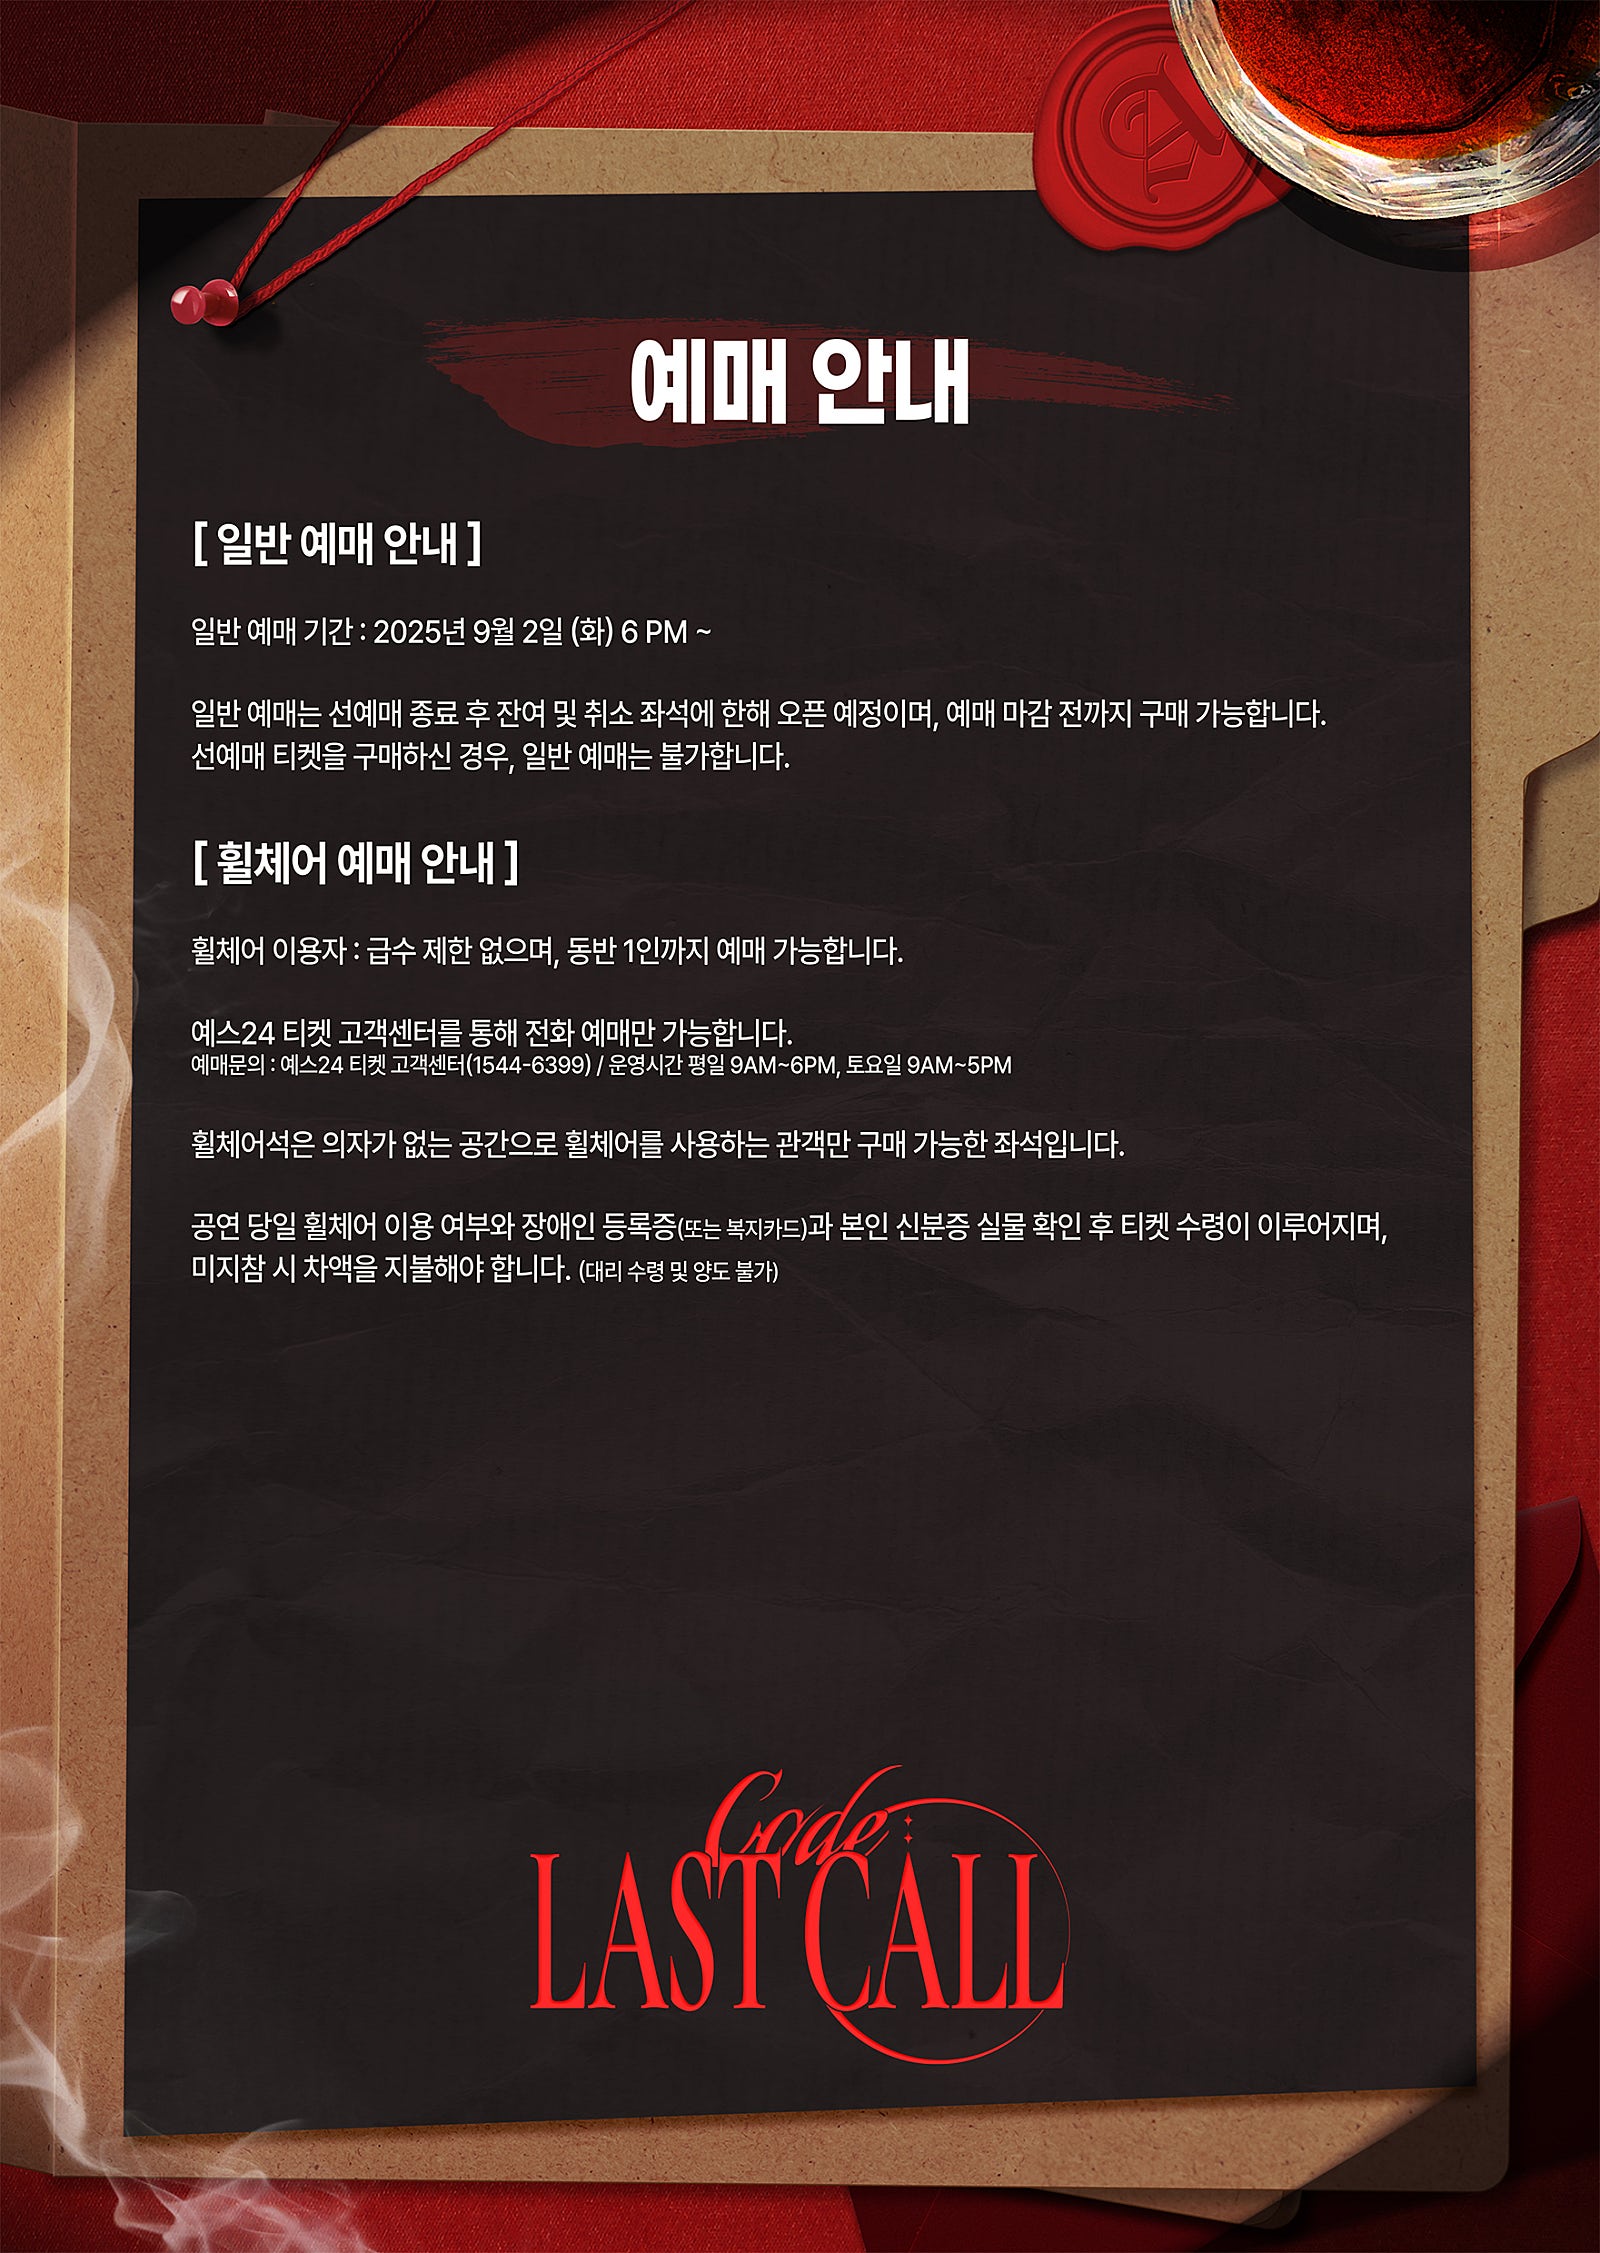 예매 안내
[ 일반 예매 안내 ]
일반 예매 기간 : 2025년 9월 2일 (화) 6 PM ~
일반 예매는 선예매 종료 후 잔여 및 취소 좌석에 한해 오픈 예정이며, 예매 마감 전까지 구매 가능합니다.
선예매 티켓을 구매하신 경우, 일반 예매는 불가합니다.
[ 휠체어 예매 안내 ]
휠체어 이용자 : 급수 제한 없으며, 동반 1인까지 예매 가능합니다.
예스24 티켓 고객센터를 통해 전화 예매만 가능합니다.
예매문의 : 예스24 티켓 고객센터(1544-6399) / 운영시간 평일 9AM~6PM, 토요일 9AM~5PM
휠체어석은 의자가 없는 공간으로 휠체어를 사용하는 관객만 구매 가능한 좌석입니다.
공연 당일 휠체어 이용 여부와 장애인 등록증(또는 복지카드)과 본인 신분증 실물 확인 후 티켓 수령이 이루어지며,
미지참 시 차액을 지불해야 합니다. (대리 수령 및 양도 불가)
Code:
LAST CALL